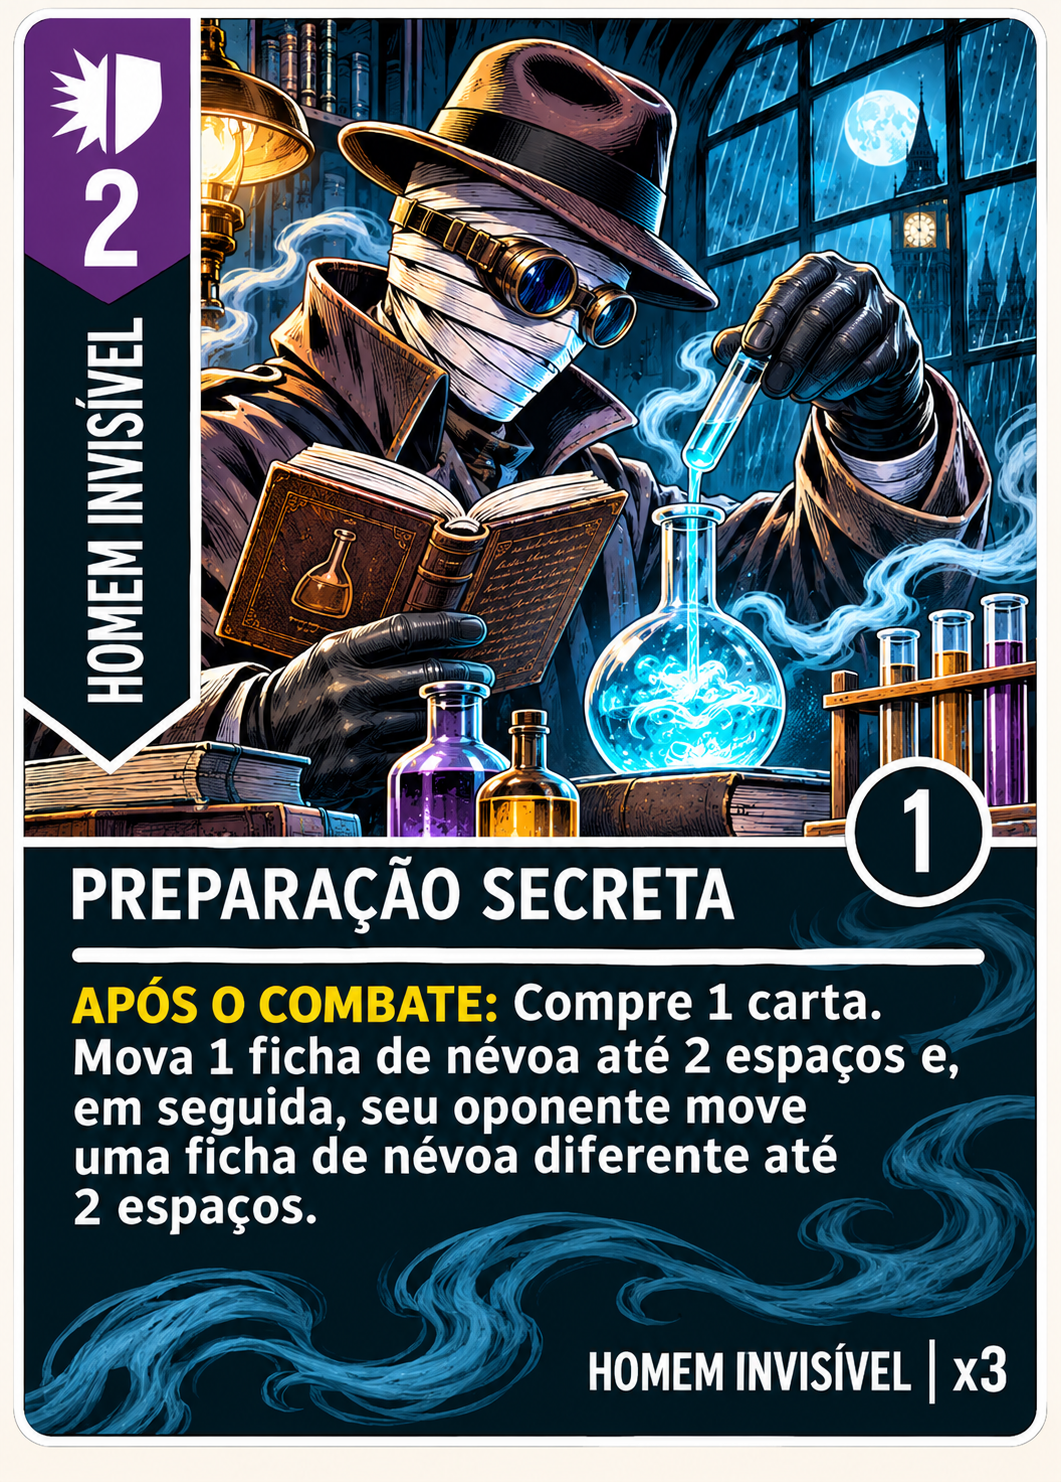 2
HOMEM INVISÍVEL
1
PREPARAÇÃO SECRETA
APÓS O COMBATE: Compre 1 carta.
Mova 1 ficha de névoa até 2 espaços e,
em seguida, seu oponente move
uma ficha de névoa diferente até
2 espaços.
HOMEM INVISÍVEL | x3